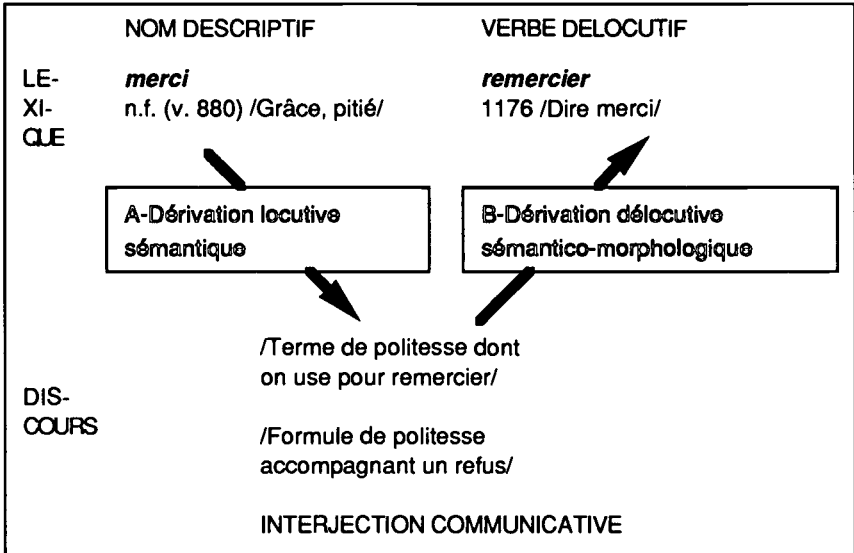 NOM DESCRIPTIF VERBE DELOCUTIF
LE- merci remercier
XI- n.f. (v. 880) /Grâce, pitié/ 1176 /Dire merci/
QUE
A-Dérivation locutive B-Dérivation délocutive
sémantique sémantico-morphologique
/Terme de politesse dont
on use pour remercier/
DIS-
COURS
/Formule de politesse
accompagnant un refus/
INTERJECTION COMMUNICATIVE